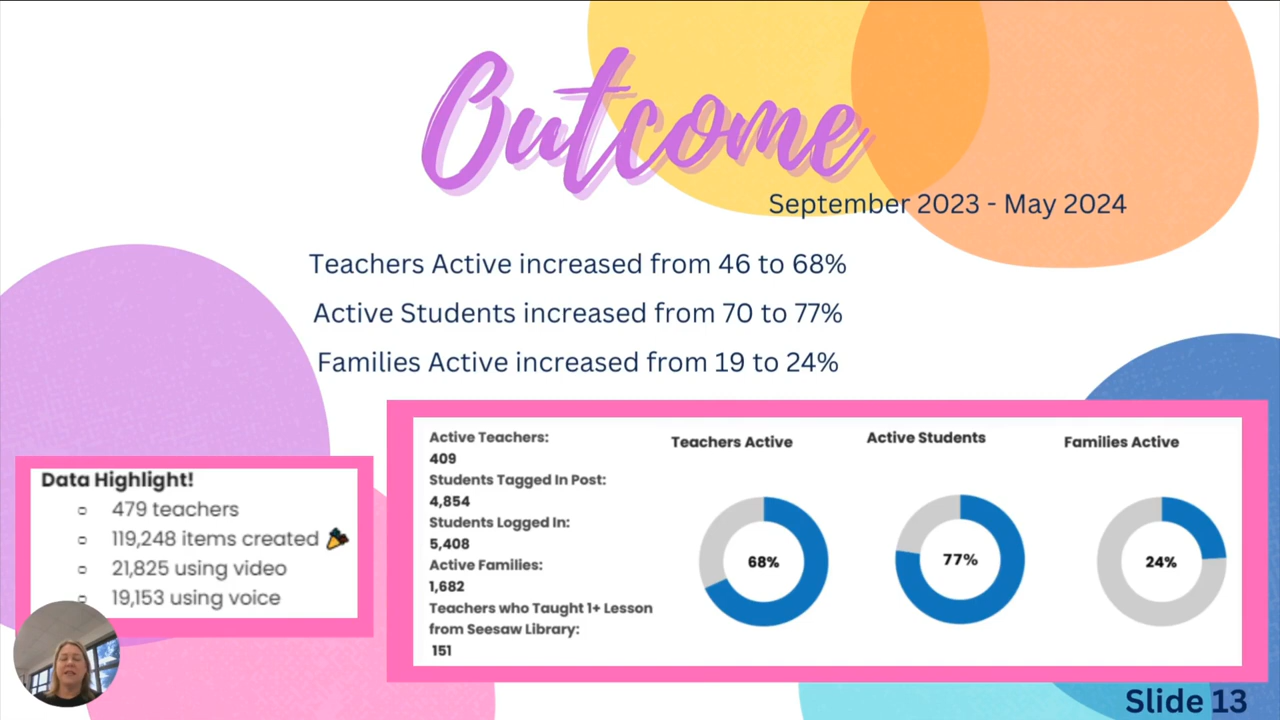 Outcome
September 2023 - May 2024
Teachers Active increased from 46 to 68%
Active Students increased from 70 to 77%
Families Active increased from 19 to 24%
Data Highlight!
479 teachers
119,248 items created
21,825 using video
19,153 using voice
Active Teachers:
409
Students Tagged In Post:
4,854
Students Logged In:
5,408
Active Families:
1,682
Teachers who Taught 1+ Lesson
from Seesaw Library:
151
Teachers Active
68%
Active Students
77%
Families Active
24%
Slide 13